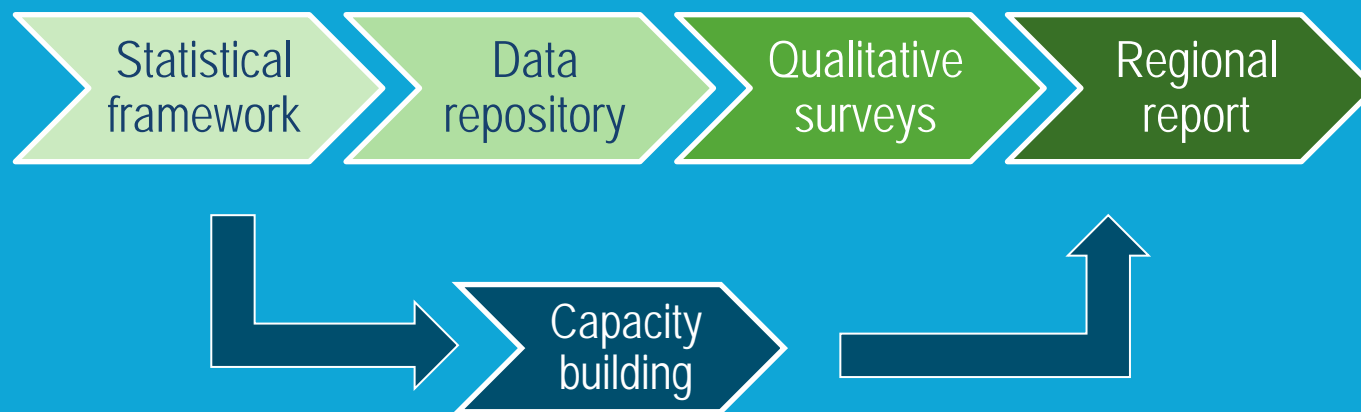 Statistical
framework
Data
repository
Qualitative
surveys
Regional
report
Capacity
building